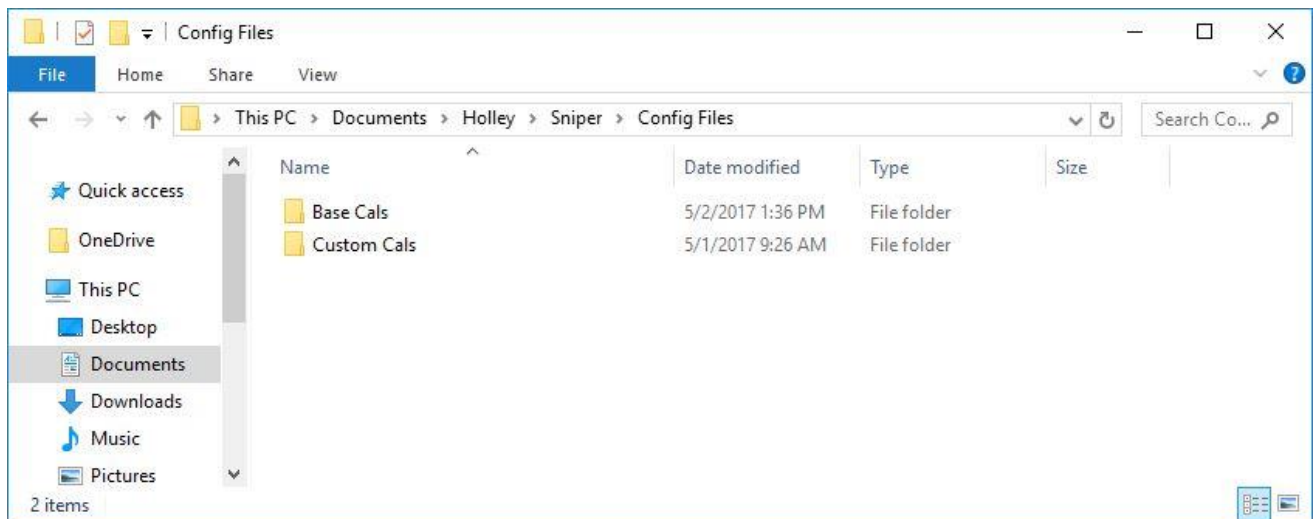 Config Files
File Home Share View
This PC > Documents > Holley > Sniper > Config Files Search Co...
Name Date modified Type Size
Quick access
Base Cals 5/2/2017 1:36 PM File folder
OneDrive
Custom Cals 5/1/2017 9:26 AM File folder
This PC
Desktop
Documents
Downloads
Music
Pictures
2 items